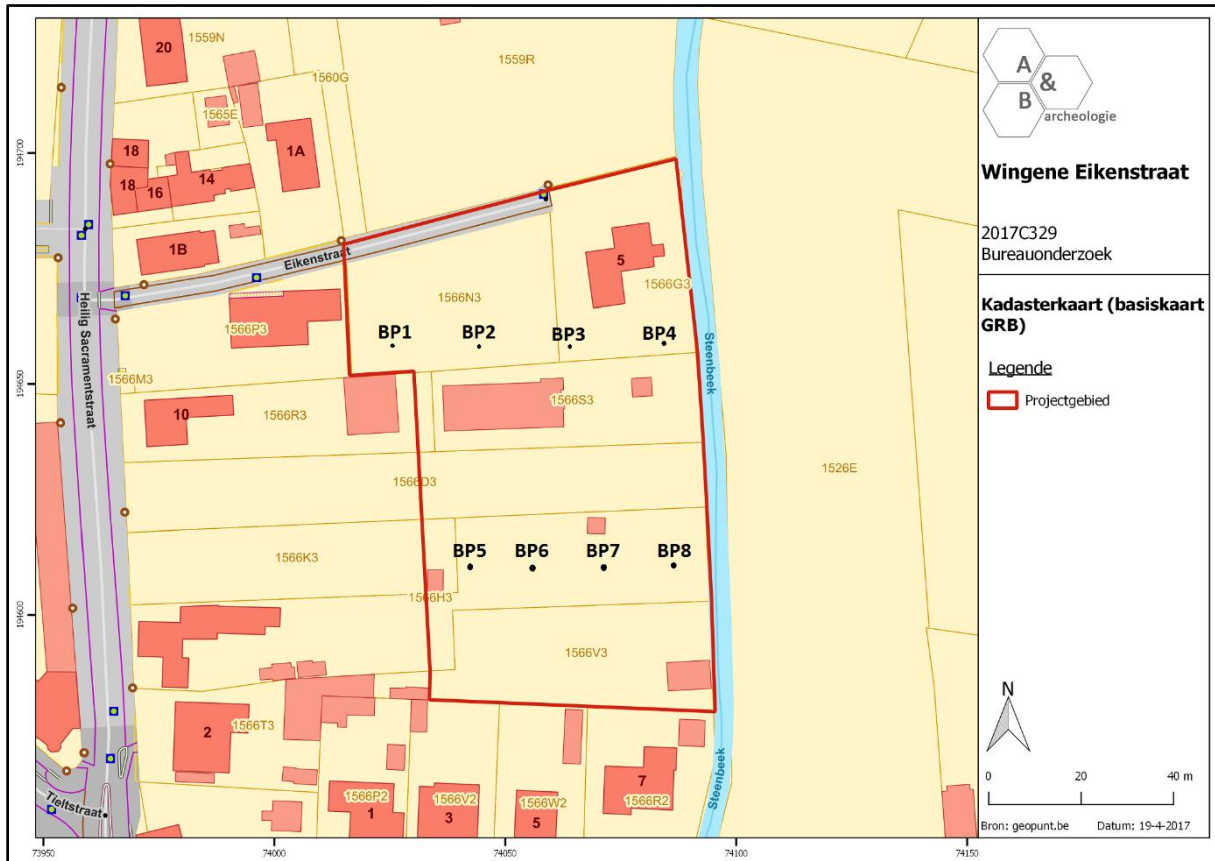 20
1559N
1560G
1559R
1565E
1A
18
18
16
14
1B
Eikenstraat
Heilig Sacramentstraat
5
1566G3
1566N3
1566P3
BP1
BP2
BP3
BP4
Steenbeek
1566M3
10
1566R3
1566S3
1566D3
1526E
1566K3
BP5
BP6
BP7
BP8
1566H3
1566V3
2
1566T3
Steenbeek
Tieltstraat
1566P2
1
1566V2
3
1566W2
5
7
1566R2
194700
194650
194600
73950
74000
74050
74100
74150
A
&
B
archeologie
Wingene Eikenstraat
2017C329
Bureauonderzoek
Kadasterkaart (basiskaart
GRB)
Legende
Projectgebied
N
0 20 40 m
Bron: geopunt.be Datum: 19-4-2017